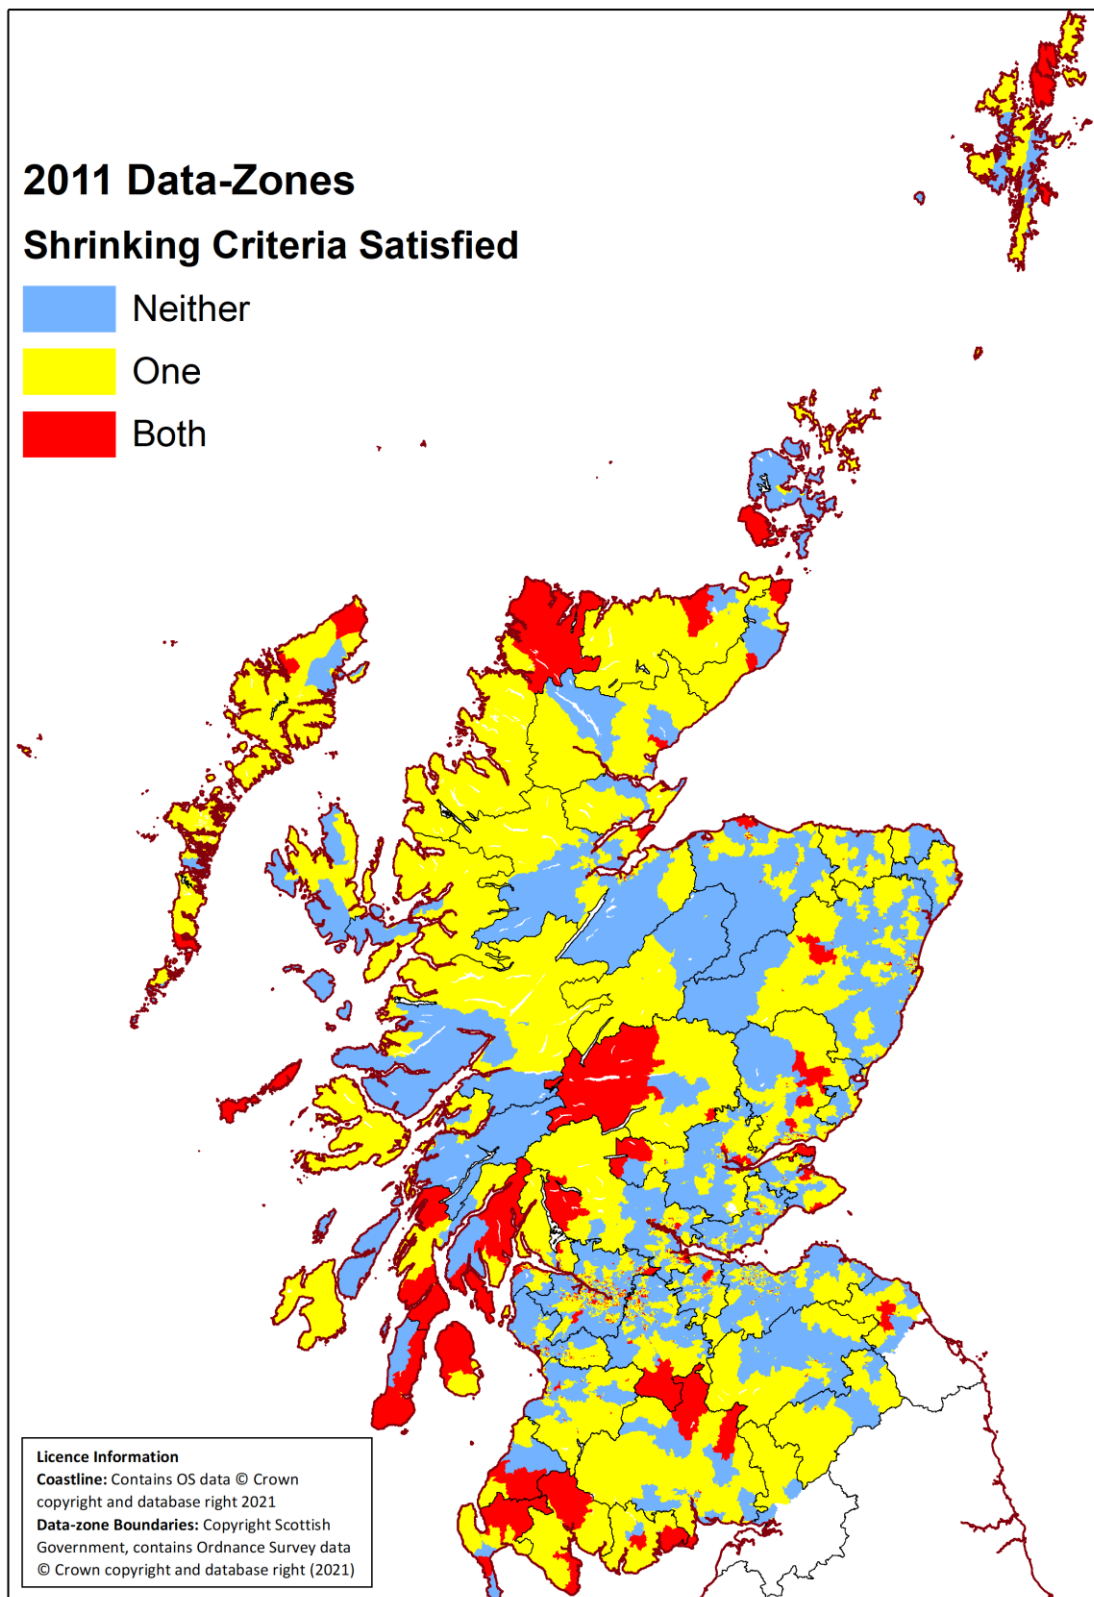 2011 Data-Zones
Shrinking Criteria Satisfied
Neither
One
Both
Licence Information
Coastline: Contains OS data © Crown
copyright and database right 2021
Data-zone Boundaries: Copyright Scottish
Government, contains Ordnance Survey data
© Crown copyright and database right (2021)